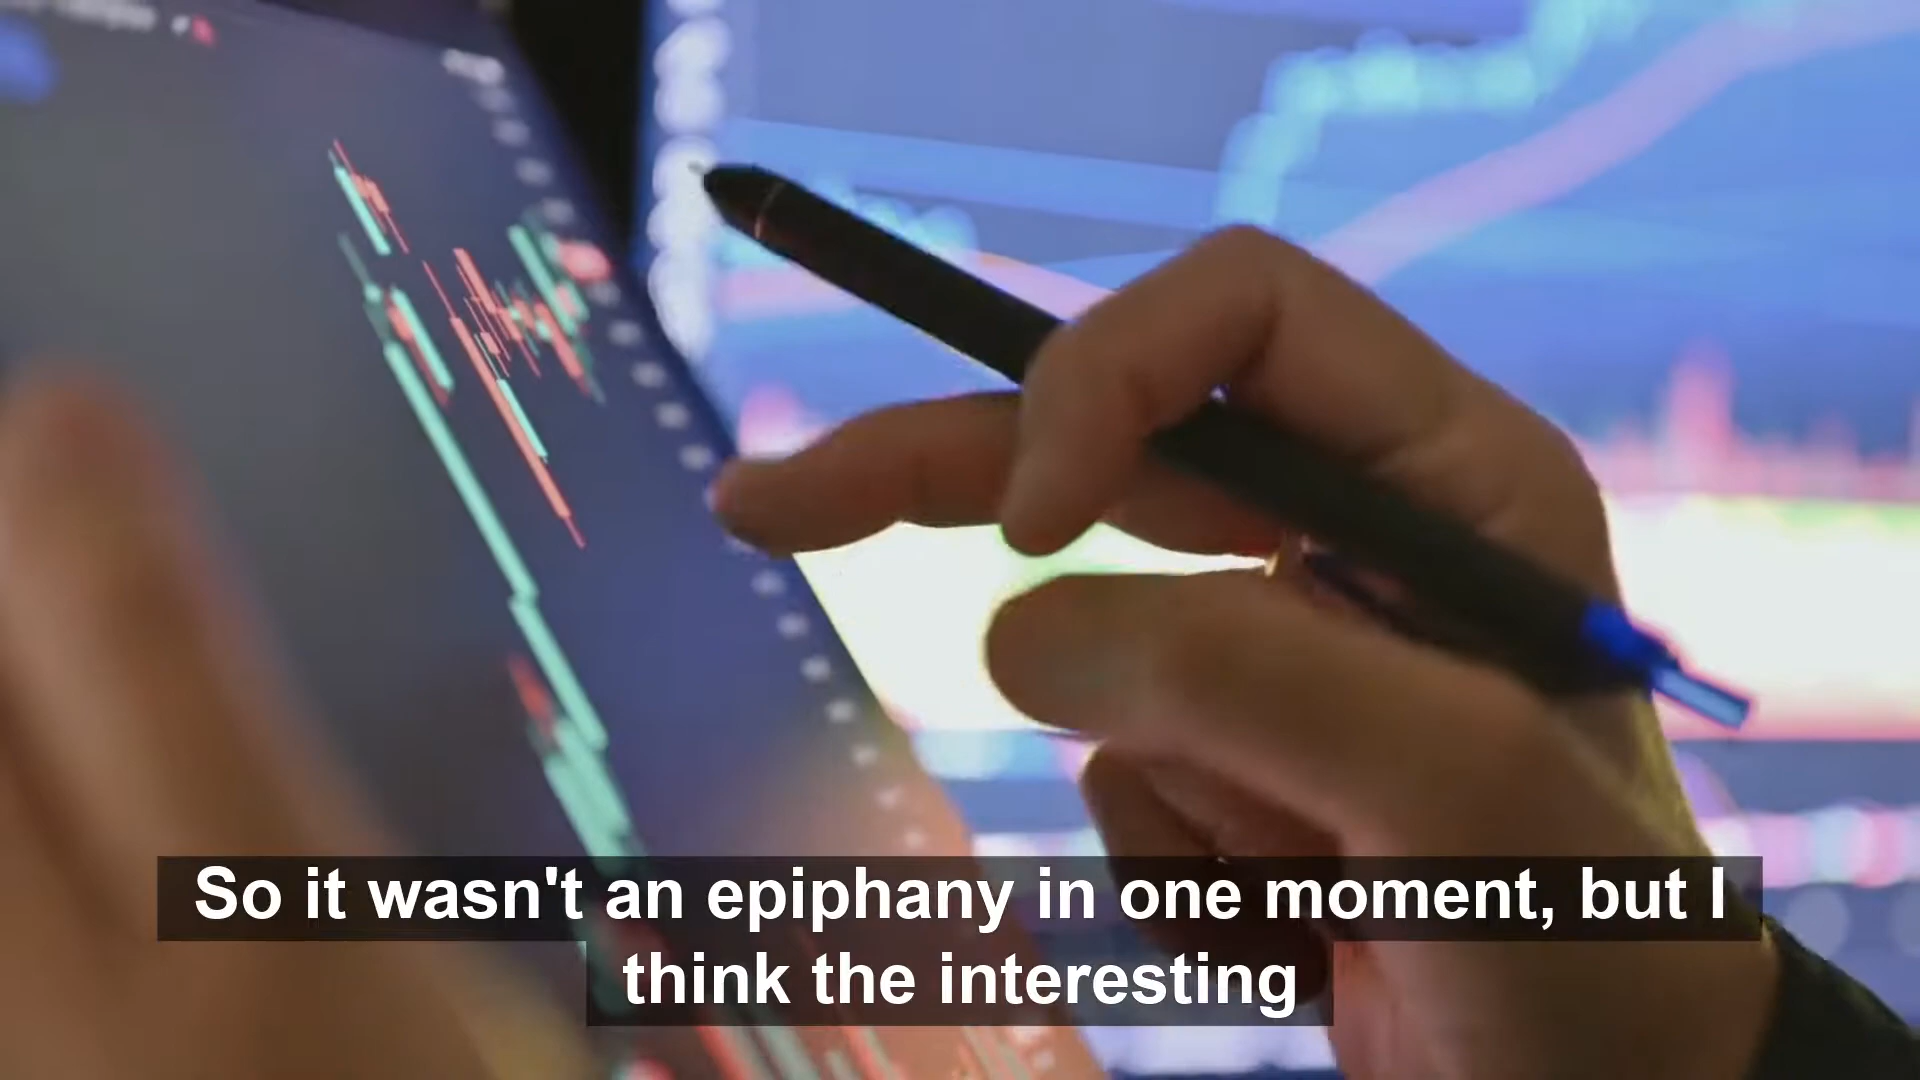 So it wasn't an epiphany in one moment, but I
think the interesting